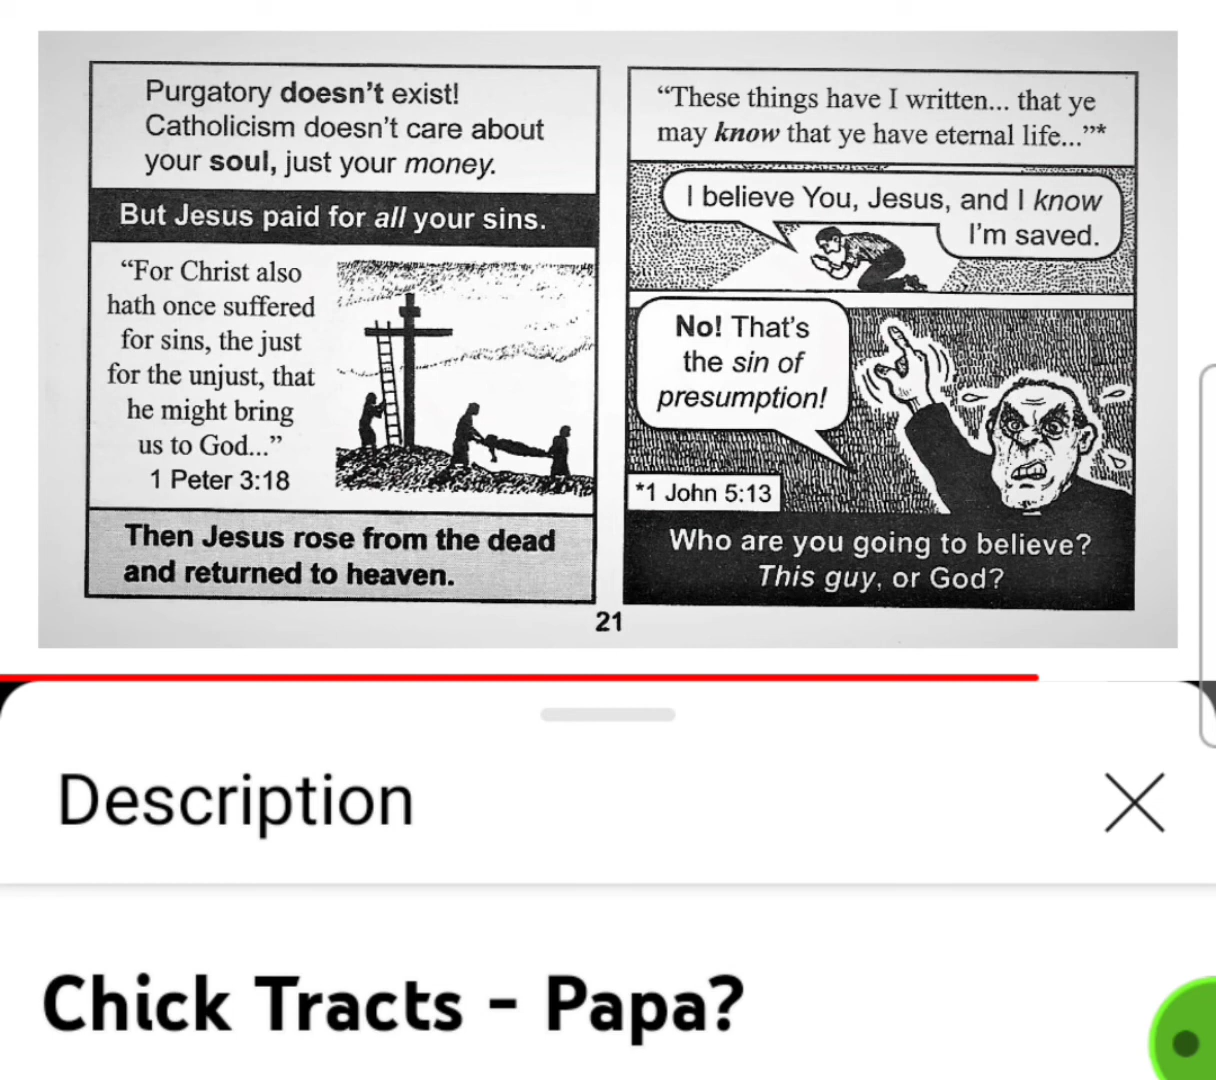 Purgatory doesn't exist!
Catholicism doesn't care about
your soul, just your money.
But Jesus paid for all your sins.
“For Christ also
hath once suffered
for sins, the just
for the unjust, that
he might bring
us to God...”
1 Peter 3:18
Then Jesus rose from the dead
and returned to heaven.
“These things have I written... that ye
may know that ye have eternal life...”*
I believe You, Jesus, and I know
I'm saved.
No! That's
the sin of
presumption!
*1 John 5:13
Who are you going to believe?
This guy, or God?
21
Description
Chick Tracts - Papa?